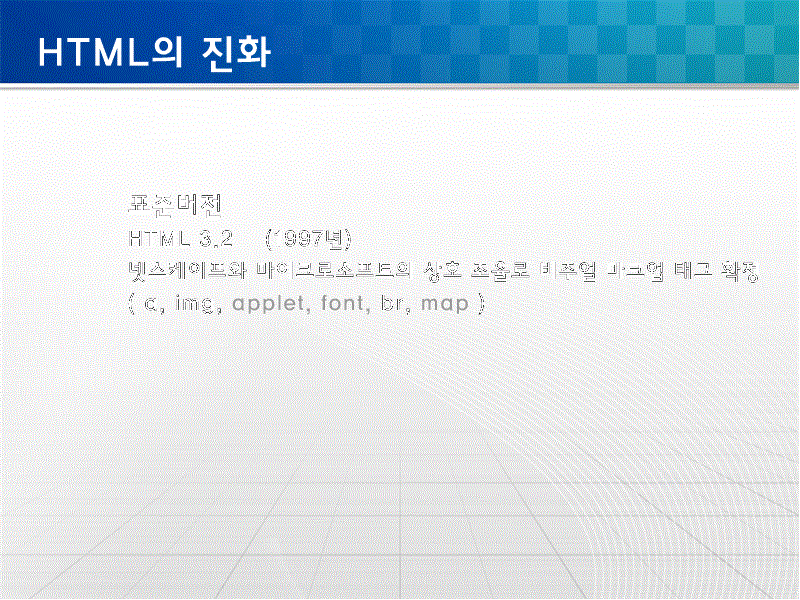 HTML의 진화
표준버전
HTML 3.2 (1997년)
넷스케이프와 마이크로소프트의 상호 조율로 비주얼 마크업 태그 확장
( a, img, applet, font, br, map )